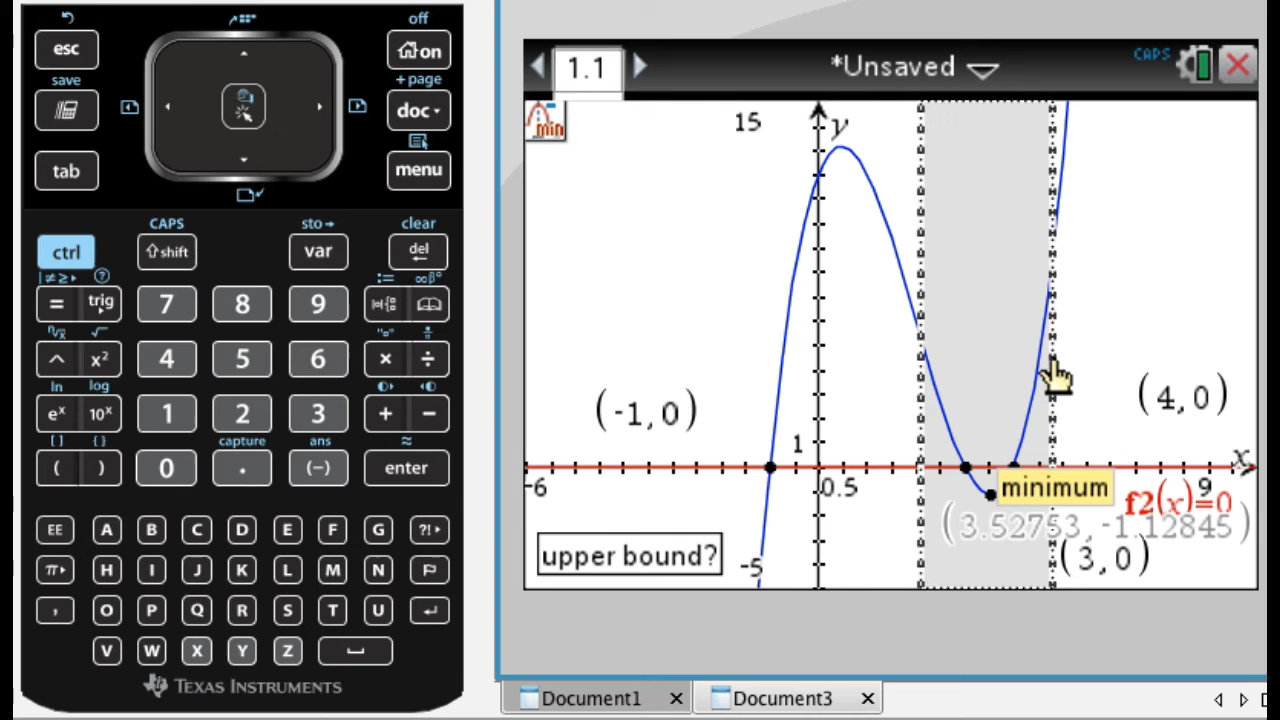 off
esc
on
save
+ page
doc
tab
menu
CAPS
sto→
clear
ctrl
⇧shift
var
del
|≠≥▸
:=
∞β°
=
trig
7
8
9
ⁿ√x
√
"□"
^
x²
4
5
6
×
÷
ln
log
eˣ
10ˣ
1
2
3
+
−
[ ]
{ }
capture
ans
≈
(
)
0
.
(−)
enter
EE
A
B
C
D
E
F
G
?!▸
π▸
H
I
J
K
L
M
N
,
O
P
Q
R
S
T
U
V
W
X
Y
Z
TEXAS INSTRUMENTS
1.1
*Unsaved
CAPS
min
15
y
(-1,0)
(4,0)
1
x
-6
0.5
9
minimum
f2(x)=0
(3.52753,-1.12845)
upper bound?
-5
(3,0)
Document1
Document3